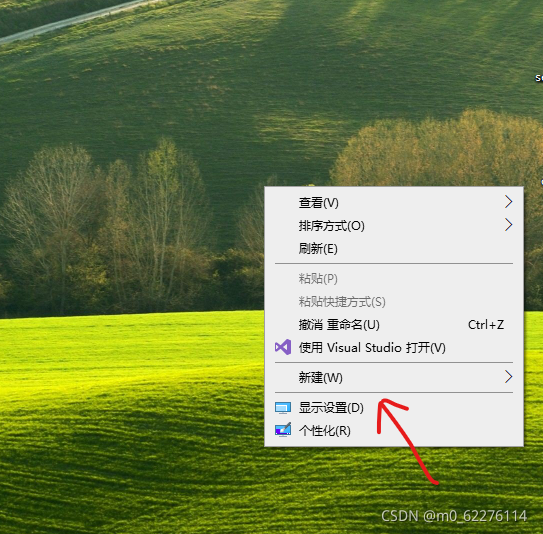 查看(V)
排序方式(O)
刷新(E)
粘贴(P)
粘贴快捷方式(S)
撤消 重命名(U) Ctrl+Z
使用 Visual Studio 打开(V)
新建(W)
显示设置(D)
个性化(R)
CSDN @m0_62276114